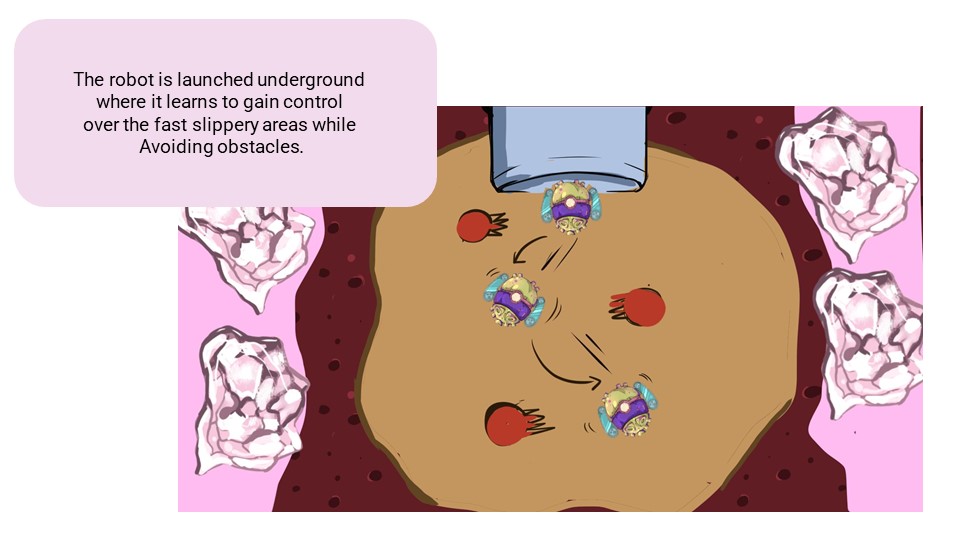 The robot is launched underground
where it learns to gain control
over the fast slippery areas while
Avoiding obstacles.